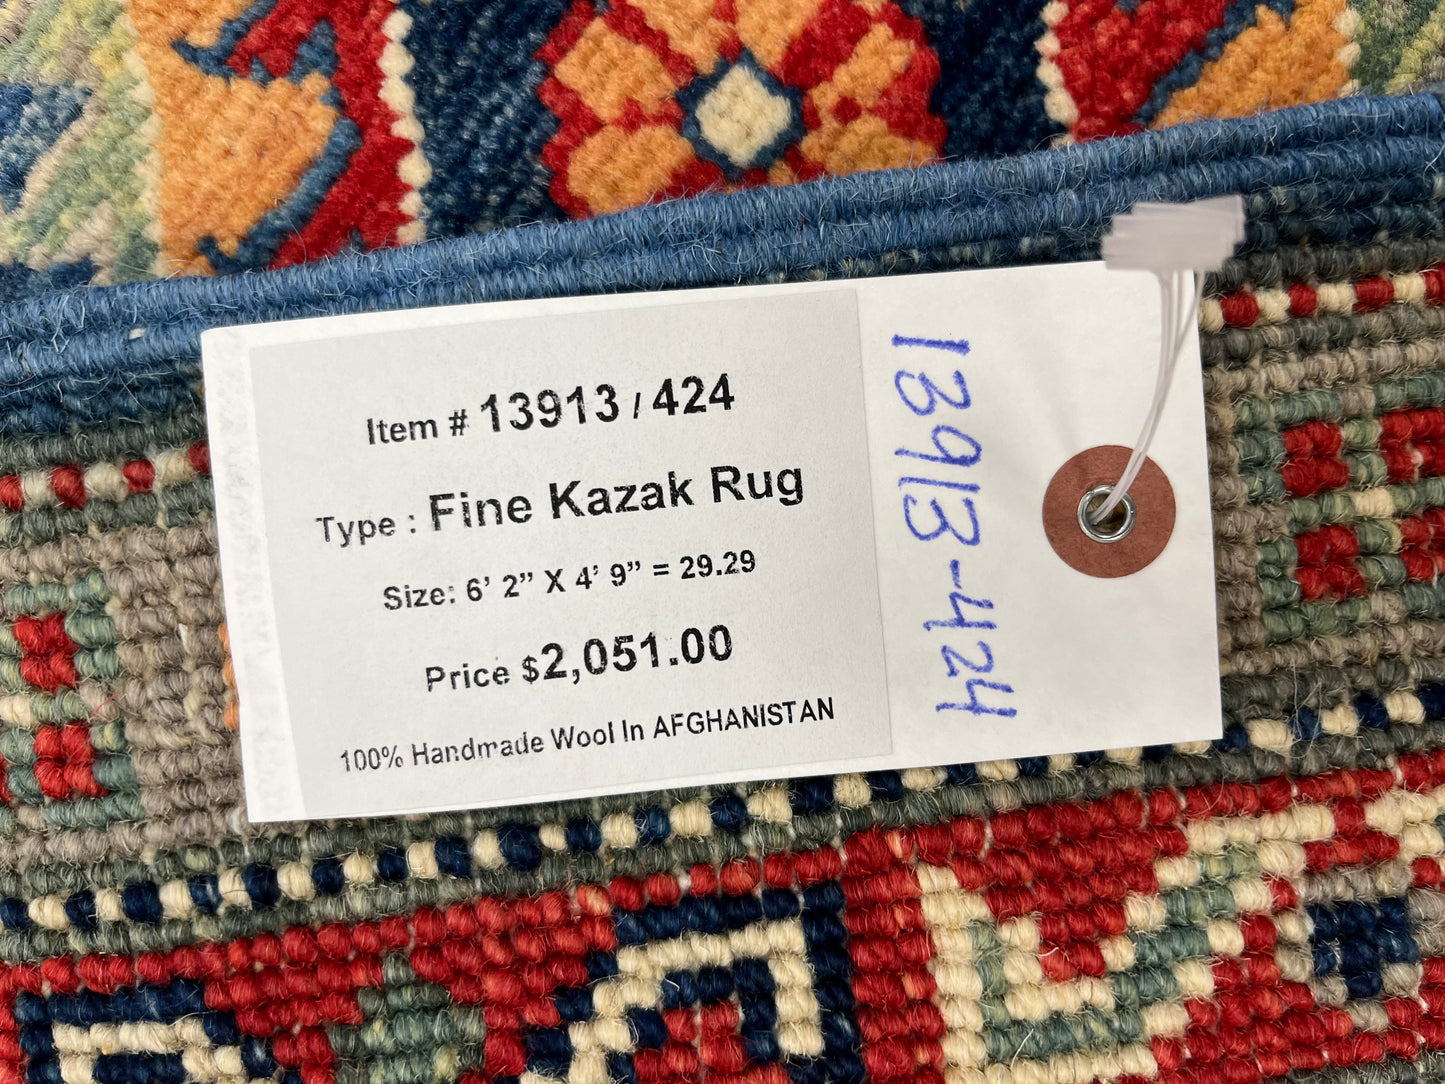 Item # 13913 / 424
Type : Fine Kazak Rug
Size: 6’ 2” X 4’ 9” = 29.29
Price $2,051.00
100% Handmade Wool In AFGHANISTAN
13913-424